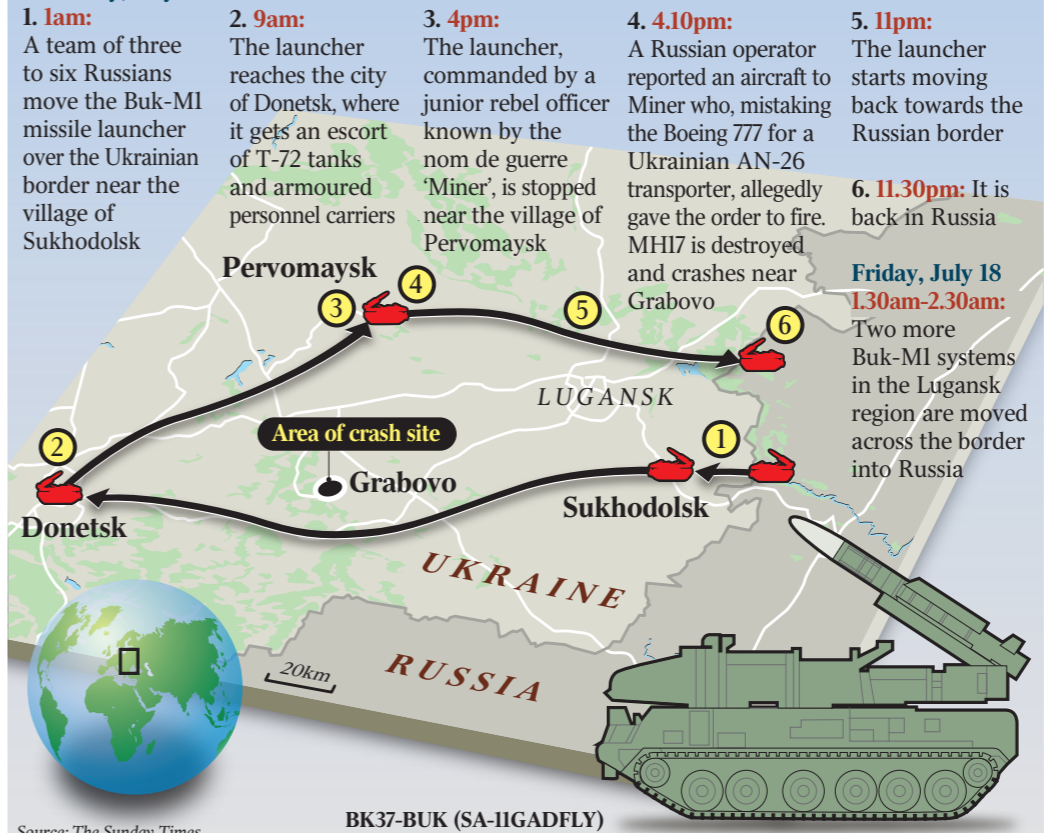 1. 1am:
A team of three
to six Russians
move the Buk-M1
missile launcher
over the Ukrainian
border near the
village of
Sukhodolsk
2. 9am:
The launcher
reaches the city
of Donetsk, where
it gets an escort
of T-72 tanks
and armoured
personnel carriers
3. 4pm:
The launcher,
commanded by a
junior rebel officer
known by the
nom de guerre
‘Miner’, is stopped
near the village of
Pervomaysk
4. 4.10pm:
A Russian operator
reported an aircraft to
Miner who, mistaking
the Boeing 777 for a
Ukrainian AN-26
transporter, allegedly
gave the order to fire.
MH17 is destroyed
and crashes near
Grabovo
5. 11pm:
The launcher
starts moving
back towards the
Russian border
6. 11.30pm: It is
back in Russia
Friday, July 18
1.30am-2.30am:
Two more
Buk-M1 systems
in the Lugansk
region are moved
across the border
into Russia
Pervomaysk
3
4
5
6
LUGANSK
2
Area of crash site
1
Grabovo
Sukhodolsk
Donetsk
UKRAINE
RUSSIA
20km
BK37-BUK (SA-11GADFLY)
Source: The Sunday Times